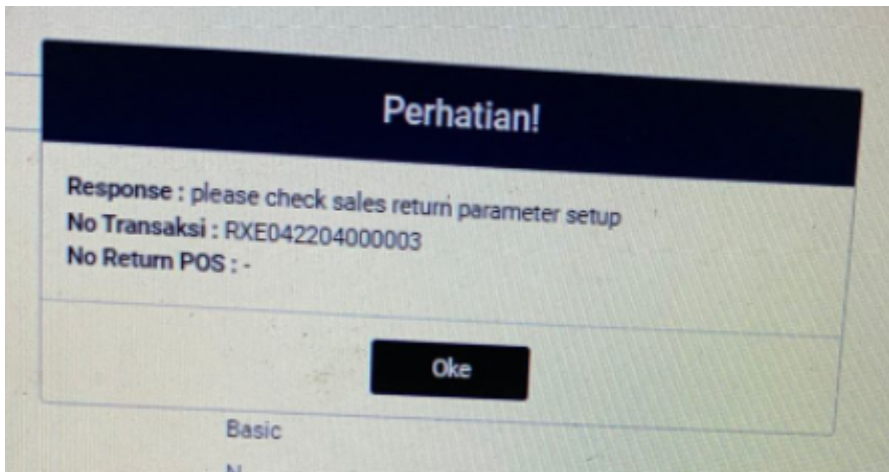 Perhatian!
Response : please check sales return parameter setup
No Transaksi : RXE042204000003
No Return POS : -
Oke
Basic